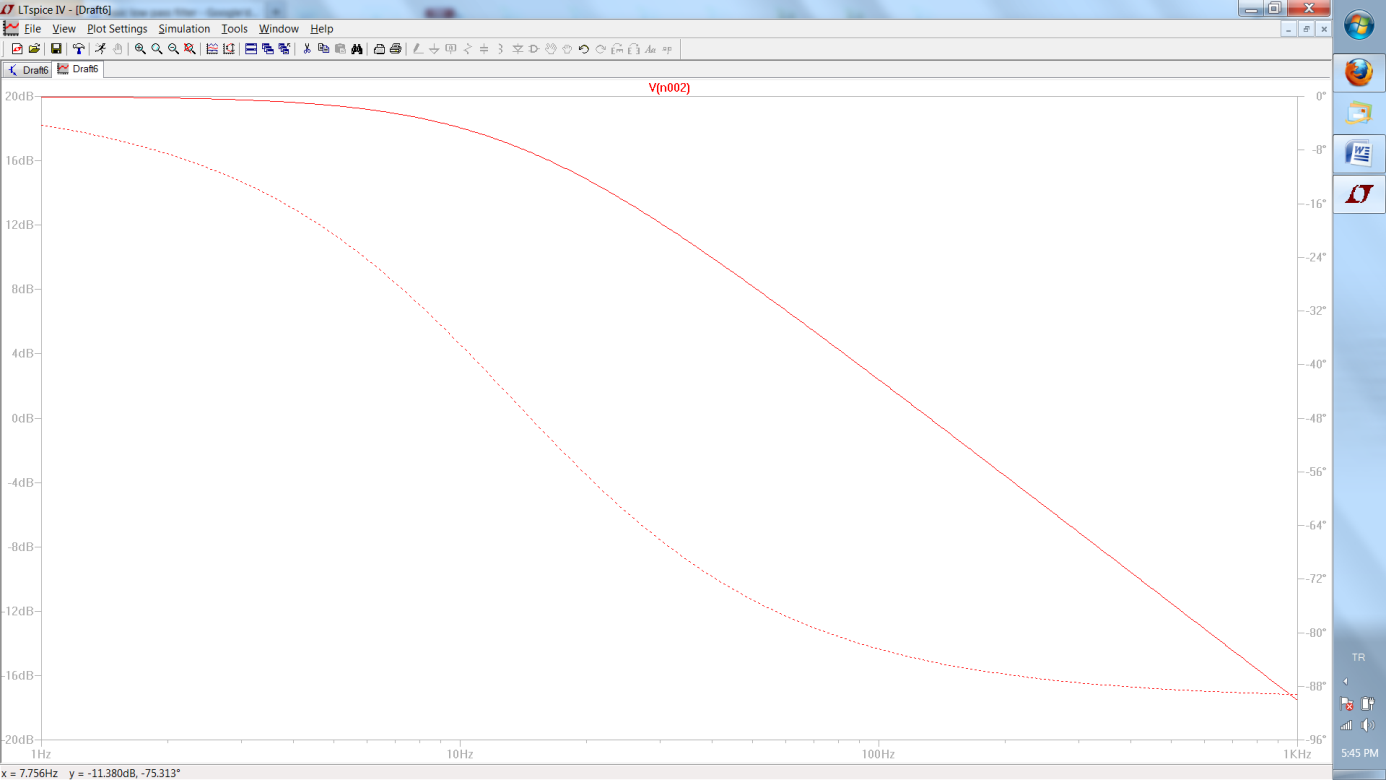 LTspice IV - [Draft6]
File View Plot Settings Simulation Tools Window Help
Draft6 Draft6
V(n002)
20dB 0°
-8°
16dB
-16°
12dB
-24°
8dB
-32°
4dB
-40°
0dB -48°
-4dB -56°
-64°
-8dB
-72°
-12dB
-80°
-16dB
-88°
-20dB -96°
1Hz 10Hz 100Hz 1KHz
x = 7.756Hz y = -11.380dB, -75.313°
TR
5:45 PM